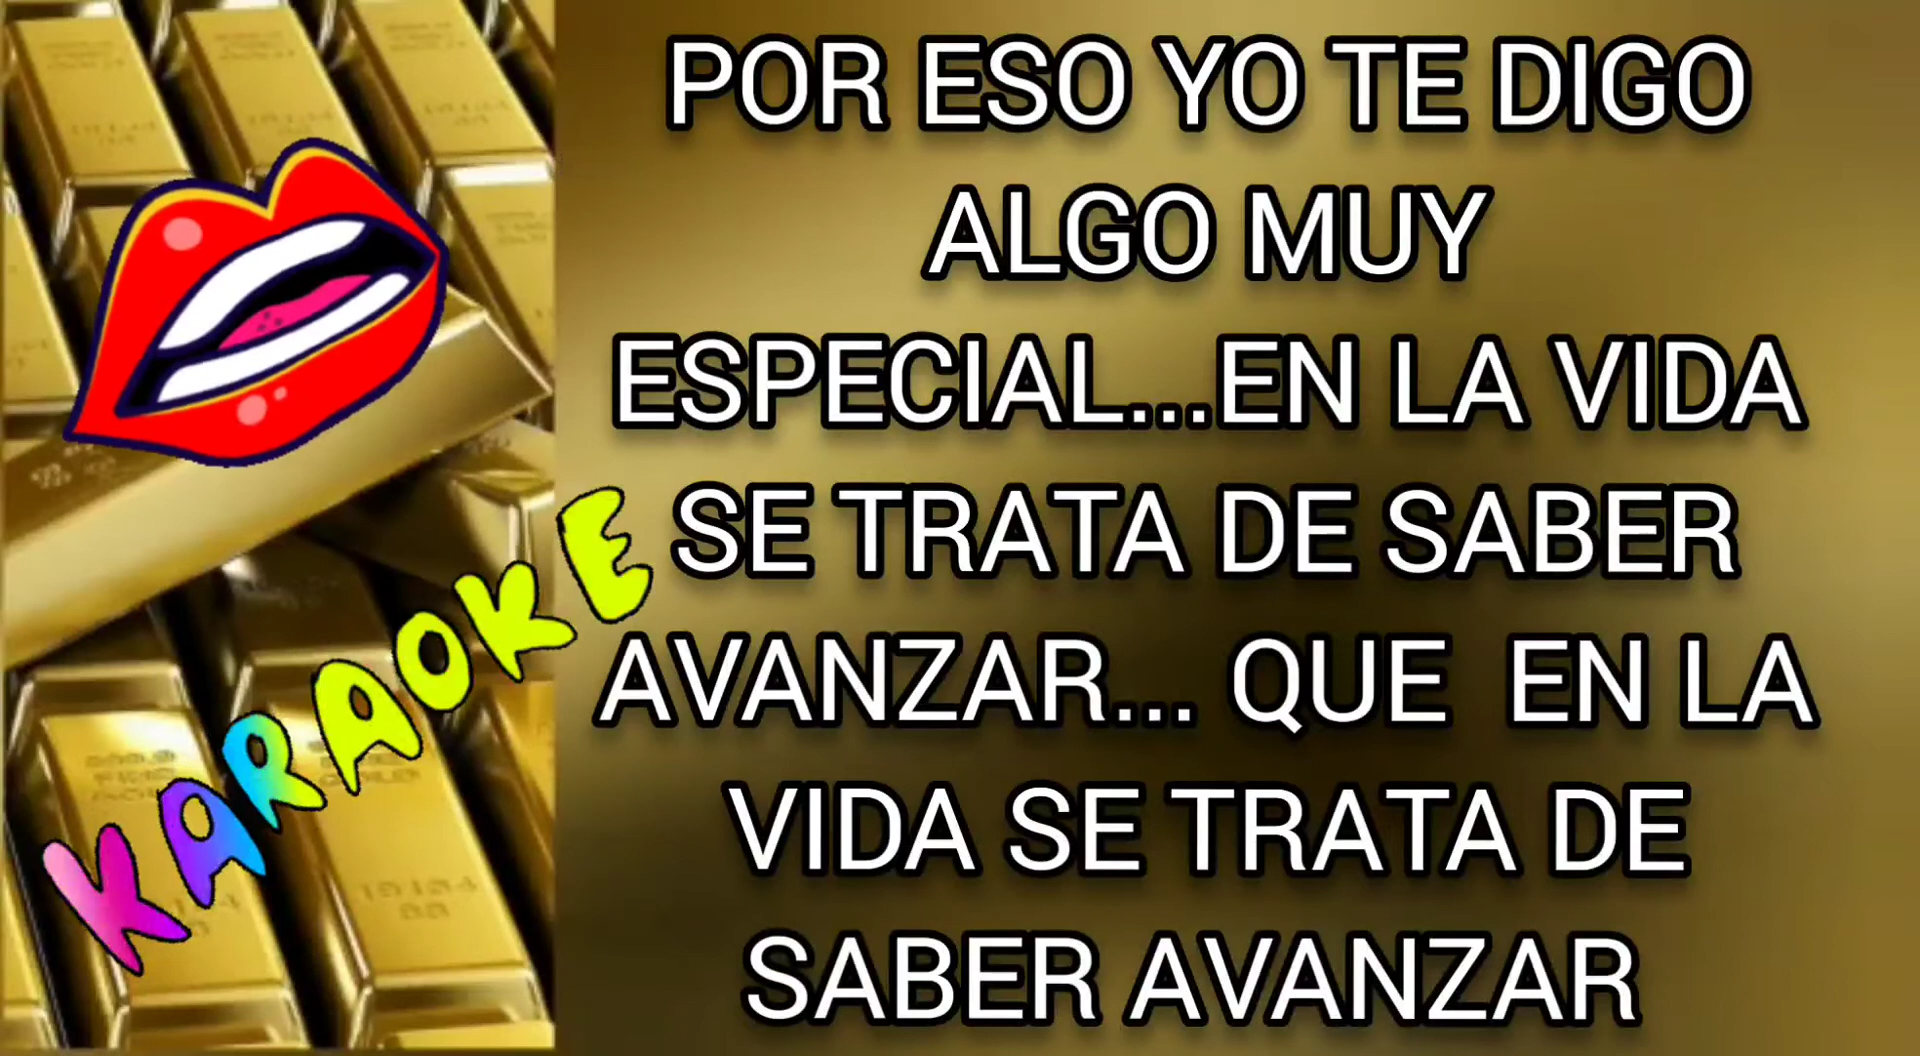 POR ESO YO TE DIGO
ALGO MUY
ESPECIAL...EN LA VIDA
SE TRATA DE SABER
AVANZAR... QUE  EN LA
VIDA SE TRATA DE
SABER AVANZAR
KARAOKE